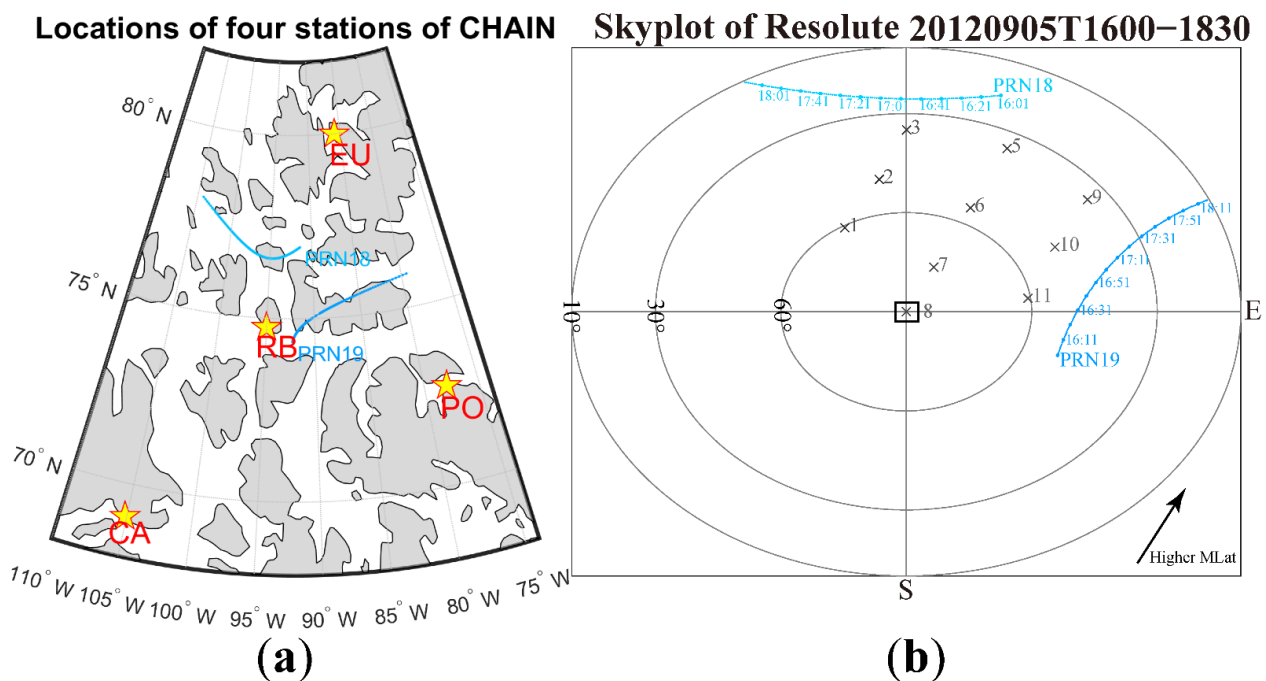 Locations of four stations of CHAIN
80° N
75° N
70° N
EU
PRN18
RB
PRN19
PO
CA
110° W
105° W
100° W
95° W
90° W
85° W
80° W
75° W
(a)
Skyplot of Resolute 20120905T1600−1830
PRN18
18:01
17:41
17:21
17:0
16:41
16:21
16:01
3
5
2
9
6
1
10
7
11
8
18:11
17:51
17:31
17:11
16:51
16:31
16:11
PRN19
10°
30°
60°
E
S
Higher MLat
(b)